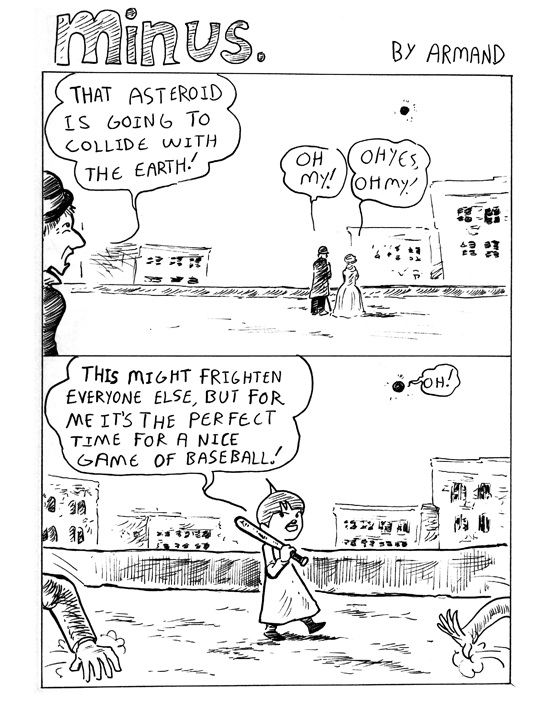 minus.
BY ARMAND
THAT ASTEROID
IS GOING TO
COLLIDE WITH
THE EARTH!
OH
MY!
OH YES,
OH MY!
THIS MIGHT FRIGHTEN
EVERYONE ELSE, BUT FOR
ME IT'S THE PERFECT
TIME FOR A NICE
GAME OF BASEBALL!
OH!